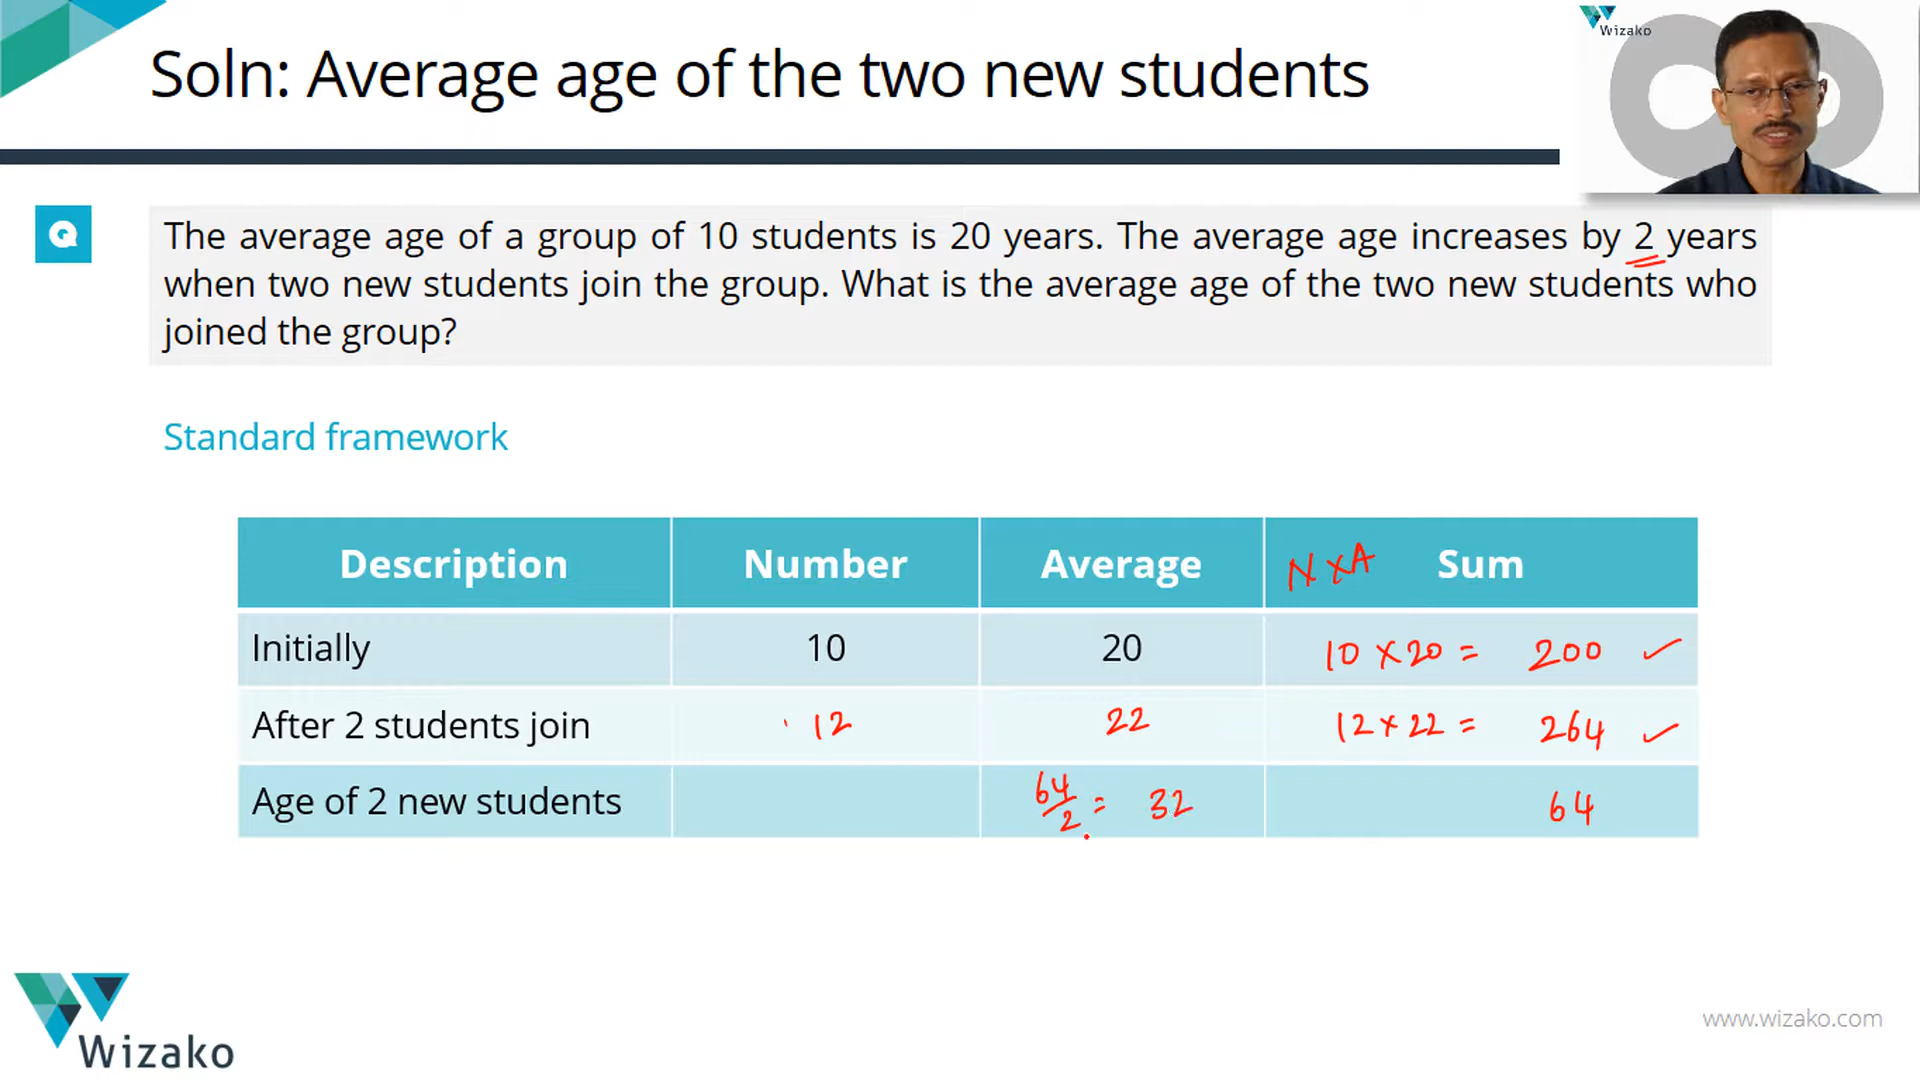 Wizako
Soln: Average age of the two new students
Q
The average age of a group of 10 students is 20 years. The average age increases by 2 years
when two new students join the group. What is the average age of the two new students who
joined the group?
Standard framework
Description Number Average N×A Sum
Initially 10 20 10 × 20 = 200 ✓
After 2 students join 12 22 12 × 22 = 264 ✓
Age of 2 new students 64/2 = 32 64
Wizako
www.wizako.com